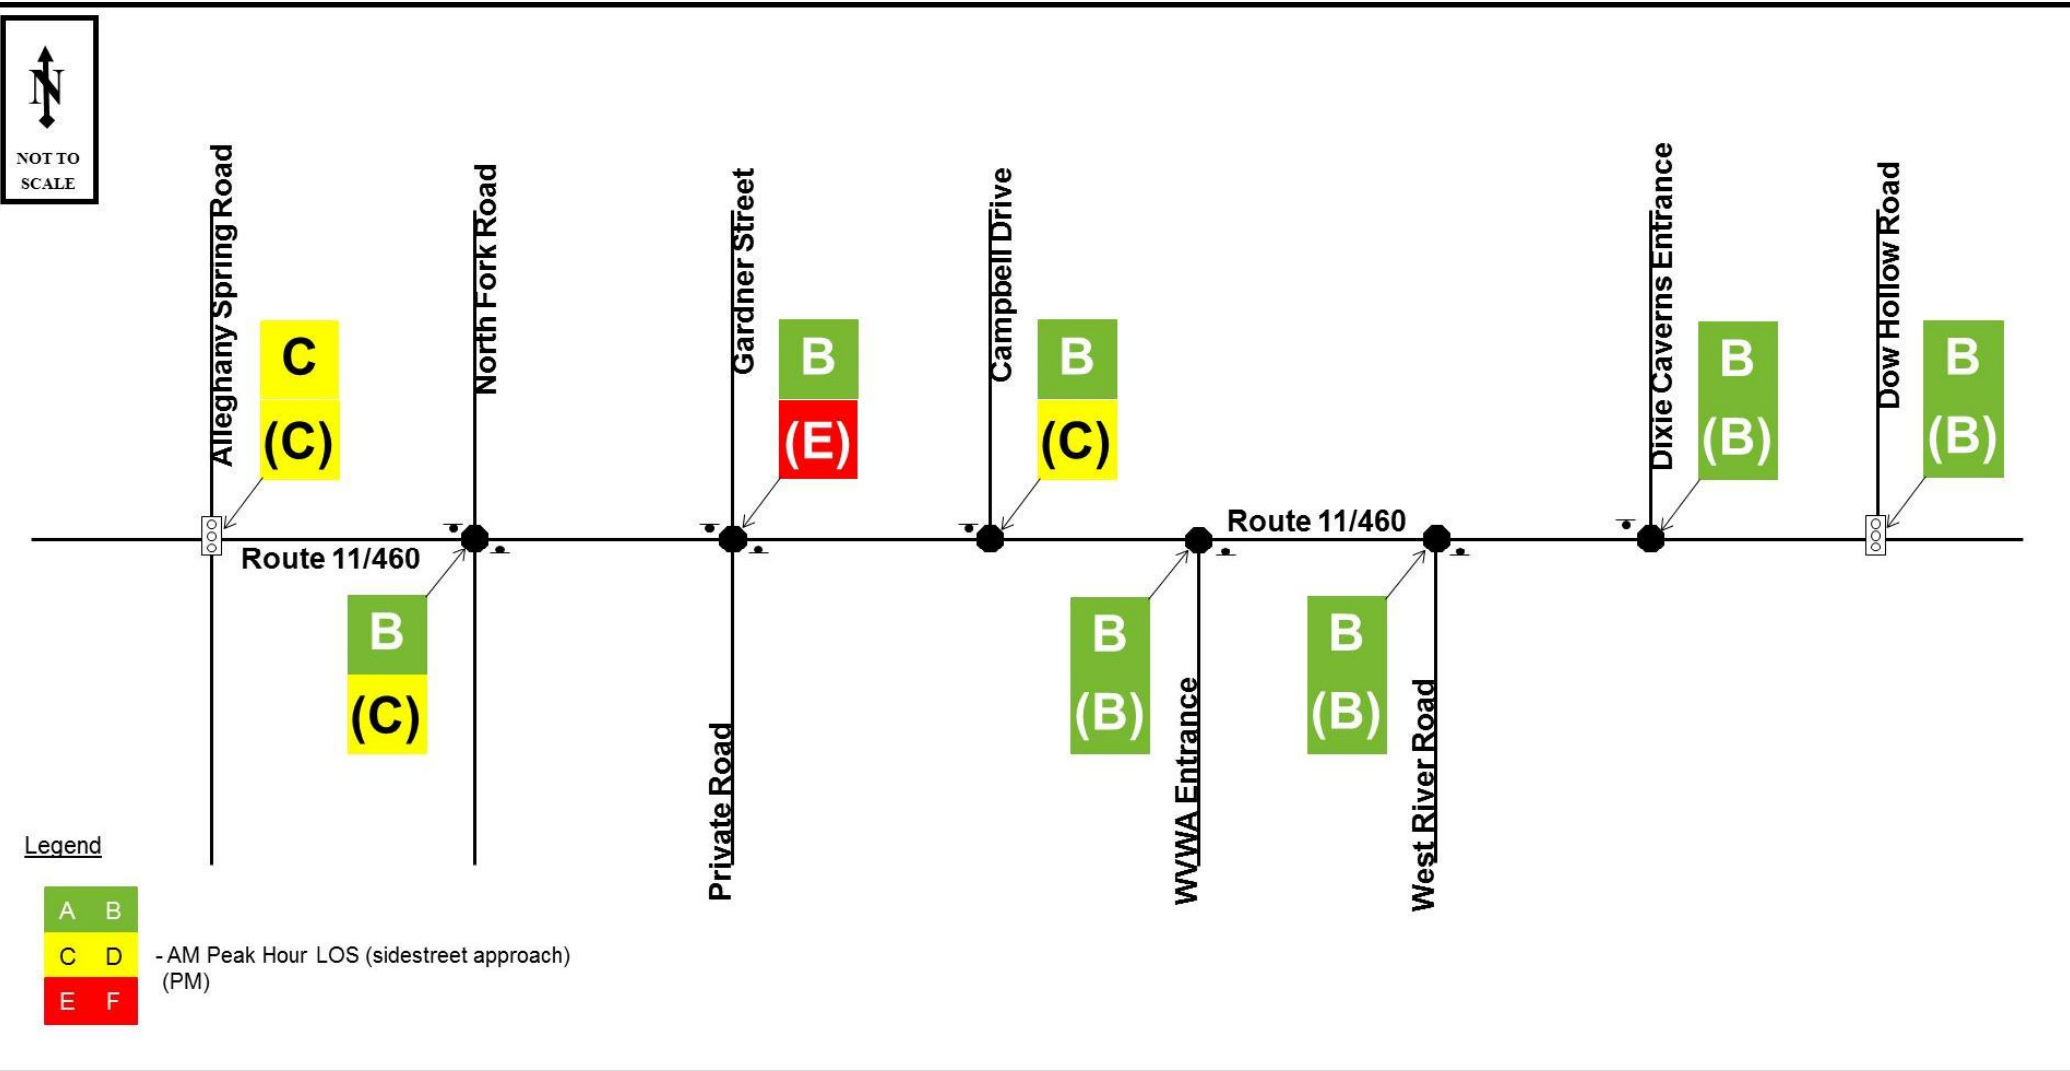 N
NOT TO
SCALE
Alleghany Spring Road
North Fork Road
Gardner Street
Campbell Drive
Dixie Caverns Entrance
Dow Hollow Road
C
(C)
B
(E)
B
(C)
B
(B)
B
(B)
Route 11/460
Route 11/460
B
(C)
B
(B)
B
(B)
Private Road
WVWA Entrance
West River Road
Legend
A B
C D
E F
- AM Peak Hour LOS (sidestreet approach)
(PM)